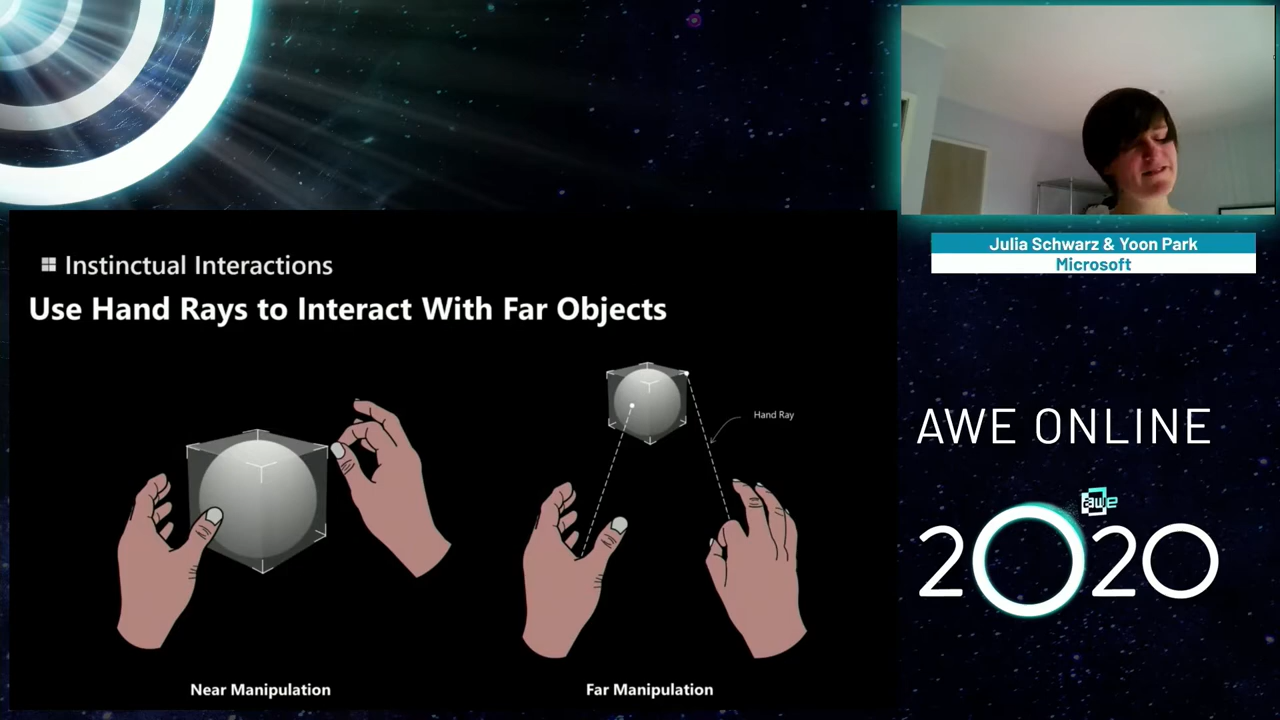 Instinctual Interactions
Use Hand Rays to Interact With Far Objects
Hand Ray
Near Manipulation
Far Manipulation
Julia Schwarz & Yoon Park
Microsoft
AWE ONLINE
awe
2020